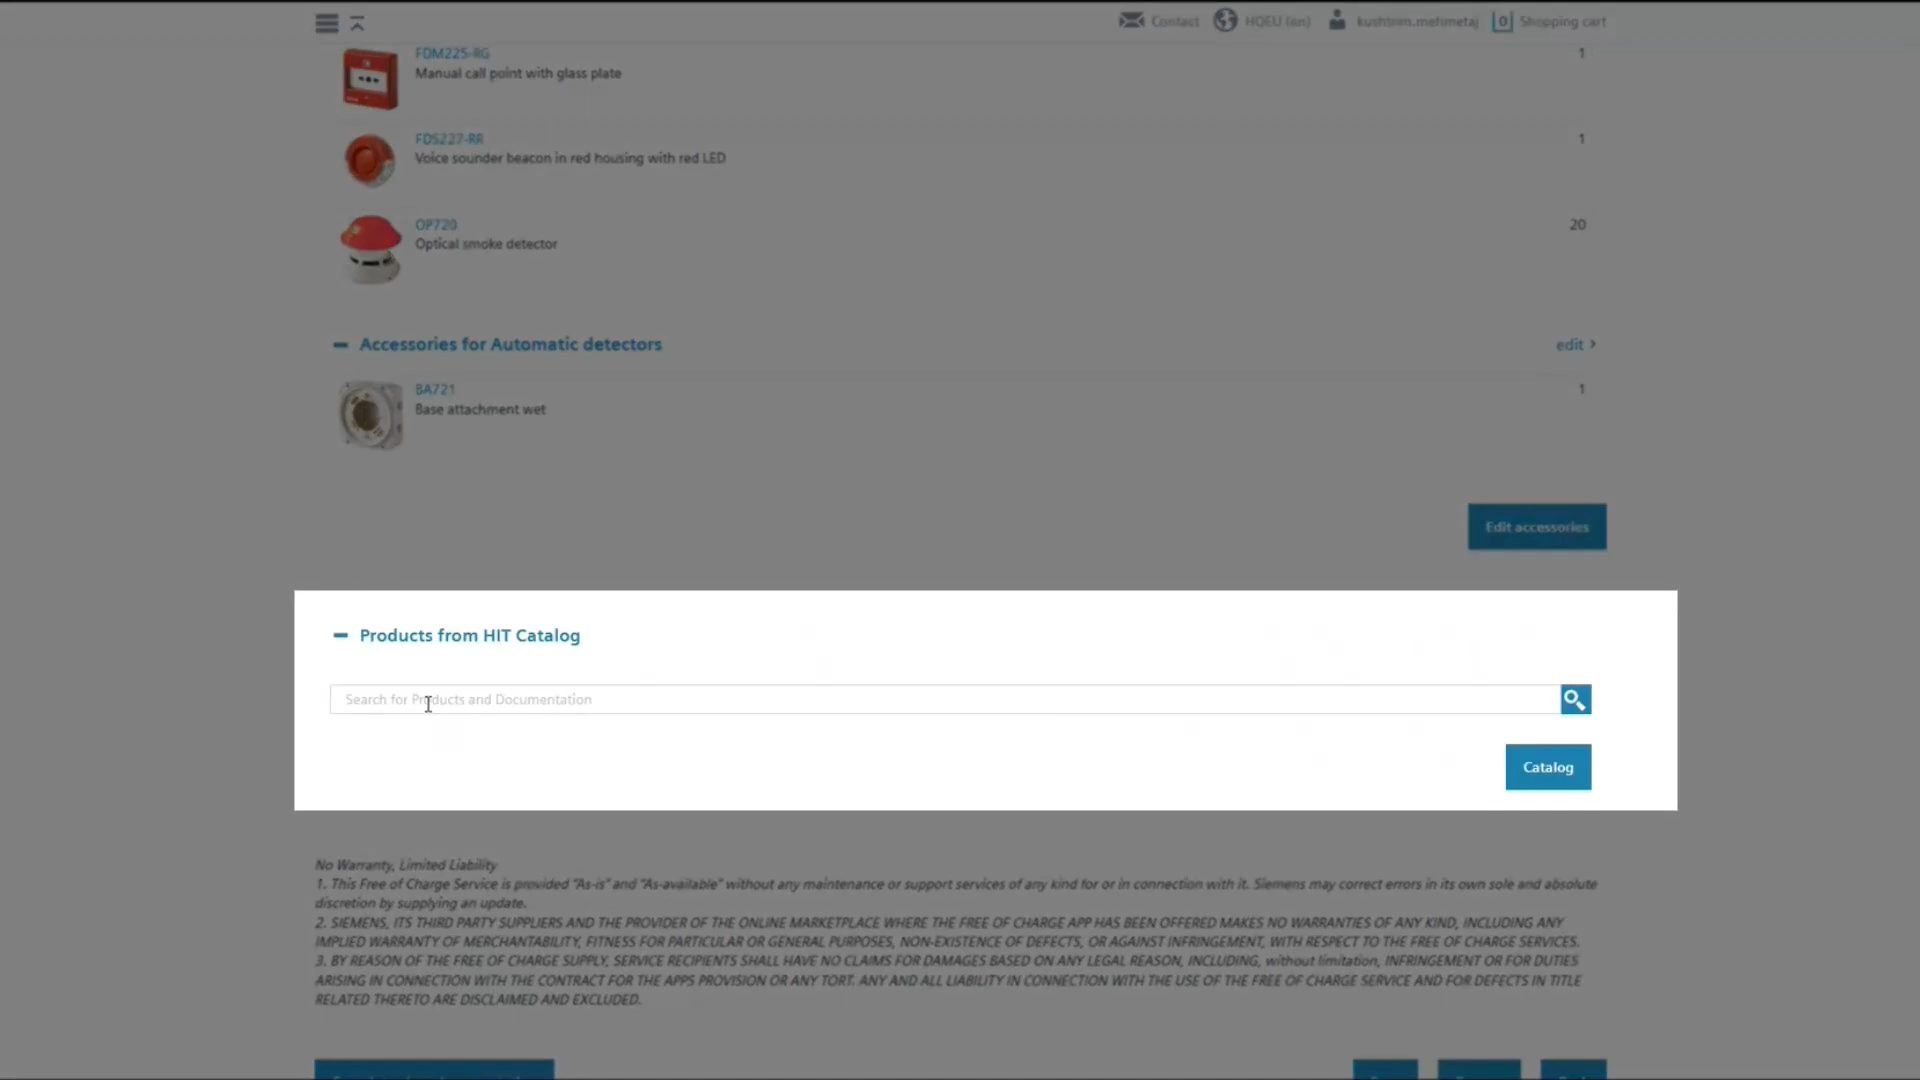 Contact HQEU (en) kushtrim.mehmetaj 0 Shopping cart
FDM225-RG 1
Manual call point with glass plate
FDS227-RR 1
Voice sounder beacon in red housing with red LED
OP720 20
Optical smoke detector
Accessories for Automatic detectors edit
BA721 1
Base attachment wet
Edit accessories
Products from HIT Catalog
Search for Products and Documentation
Catalog
No Warranty, Limited Liability
1. This Free of Charge Service is provided "As-is" and "As-available" without any maintenance or support services of any kind for or in connection with it. Siemens may correct errors in its own sole and absolute
discretion by supplying an update.
2. SIEMENS, ITS THIRD PARTY SUPPLIERS AND THE PROVIDER OF THE ONLINE MARKETPLACE WHERE THE FREE OF CHARGE APP HAS BEEN OFFERED MAKES NO WARRANTIES OF ANY KIND, INCLUDING ANY
IMPLIED WARRANTY OF MERCHANTABILITY, FITNESS FOR PARTICULAR OR GENERAL PURPOSES, NON-EXISTENCE OF DEFECTS, OR AGAINST INFRINGEMENT, WITH RESPECT TO THE FREE OF CHARGE SERVICES.
3. BY REASON OF THE FREE OF CHARGE SUPPLY, SERVICE RECIPIENTS SHALL HAVE NO CLAIMS FOR DAMAGES BASED ON ANY LEGAL REASON, INCLUDING, without limitation, INFRINGEMENT OR FOR DUTIES
ARISING IN CONNECTION WITH THE CONTRACT FOR THE APPS PROVISION OR ANY TORT. ANY AND ALL LIABILITY IN CONNECTION WITH THE USE OF THE FREE OF CHARGE SERVICE AND FOR DEFECTS IN TITLE
RELATED THERETO ARE DISCLAIMED AND EXCLUDED.